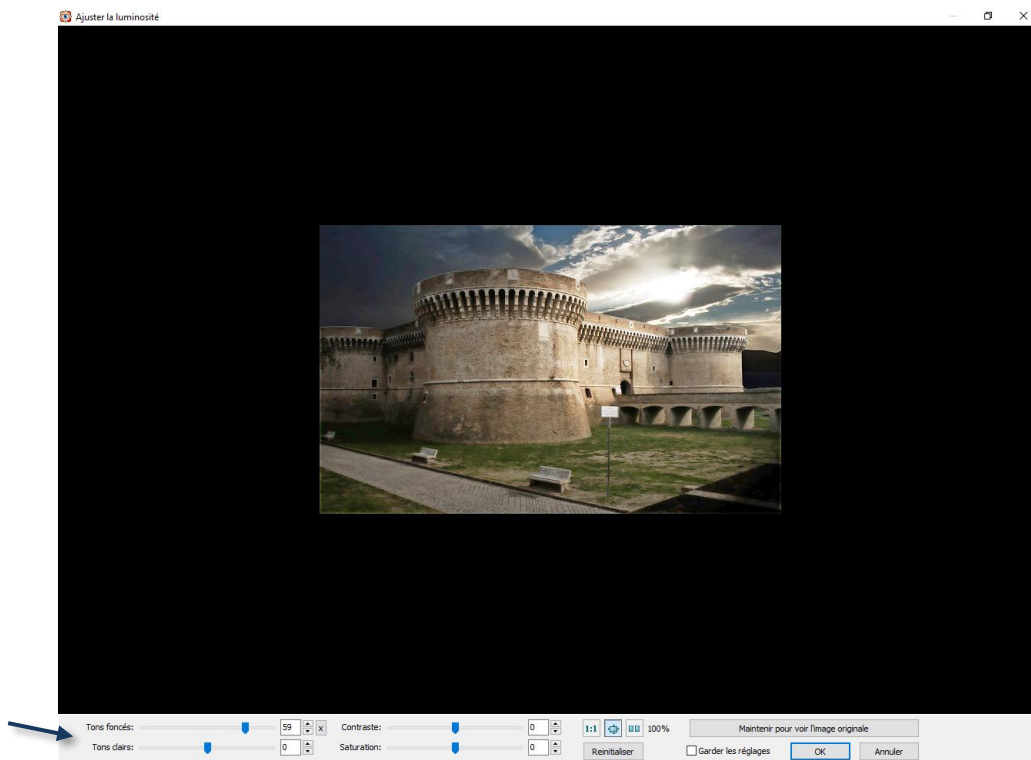 Ajuster la luminosité
Tons foncés: 59 x Contraste: 0 1:1 100% Maintenir pour voir l'image originale
Tons clairs: 0 Saturation: 0 Reinitialiser Garder les réglages OK Annuler